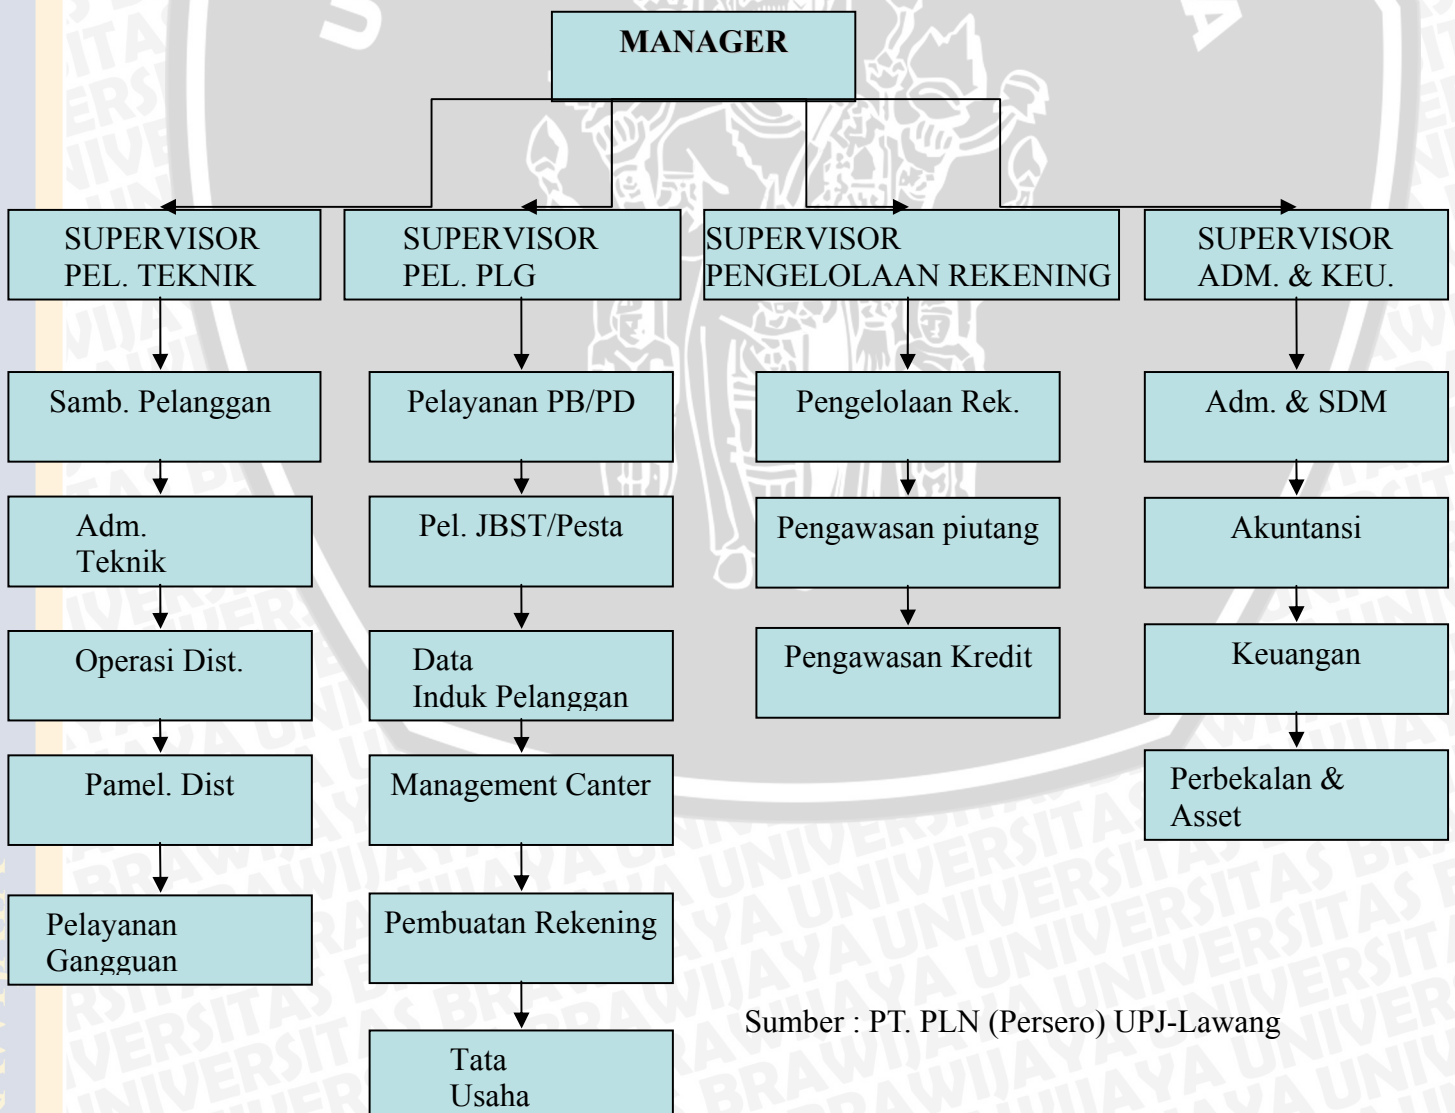 MANAGER
SUPERVISOR
PEL. TEKNIK
SUPERVISOR
PEL. PLG
SUPERVISOR
PENGELOLAAN REKENING
SUPERVISOR
ADM. & KEU.
Samb. Pelanggan
Pelayanan PB/PD
Pengelolaan Rek.
Adm. & SDM
Adm.
Teknik
Pel. JBST/Pesta
Pengawasan piutang
Akuntansi
Operasi Dist.
Data
Induk Pelanggan
Pengawasan Kredit
Keuangan
Pamel. Dist
Management Canter
Perbekalan &
Asset
Pelayanan
Gangguan
Pembuatan Rekening
Tata
Usaha
Sumber : PT. PLN (Persero) UPJ-Lawang